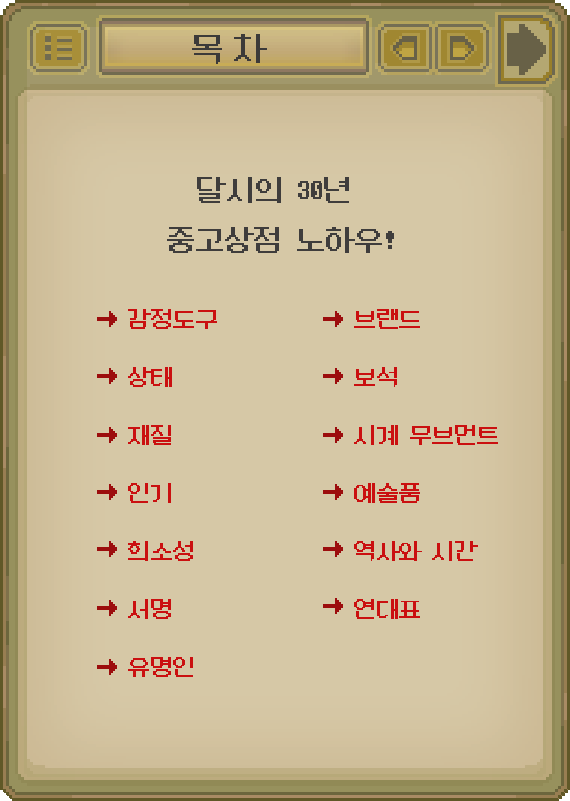 목차
달시의 30년
중고상점 노하우!
→ 감정도구
→ 상태
→ 재질
→ 인기
→ 희소성
→ 서명
→ 유명인
→ 브랜드
→ 보석
→ 시계 무브먼트
→ 예술품
→ 역사와 시간
→ 연대표